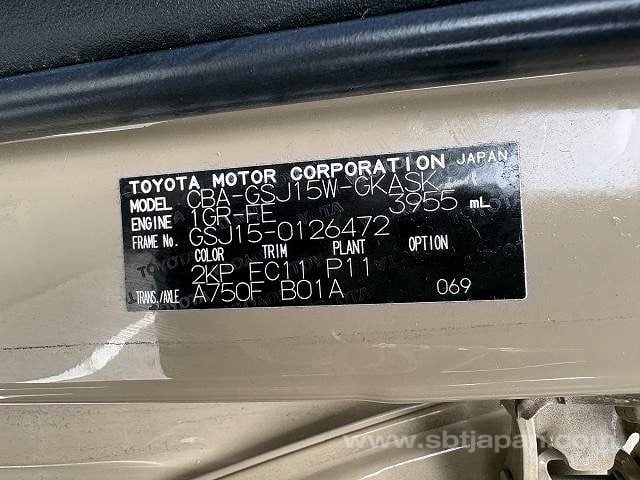 TOYOTA MOTOR CORPORATION JAPAN
MODEL CBA-GSJ15W-GKASK
ENGINE 1GR-FE 3955 mL
FRAME No. GSJ15-0126472
COLOR TRIM PLANT OPTION
2KP FC11 P11
TRANS./AXLE A750F B01A 069
www.sbtjapan.com